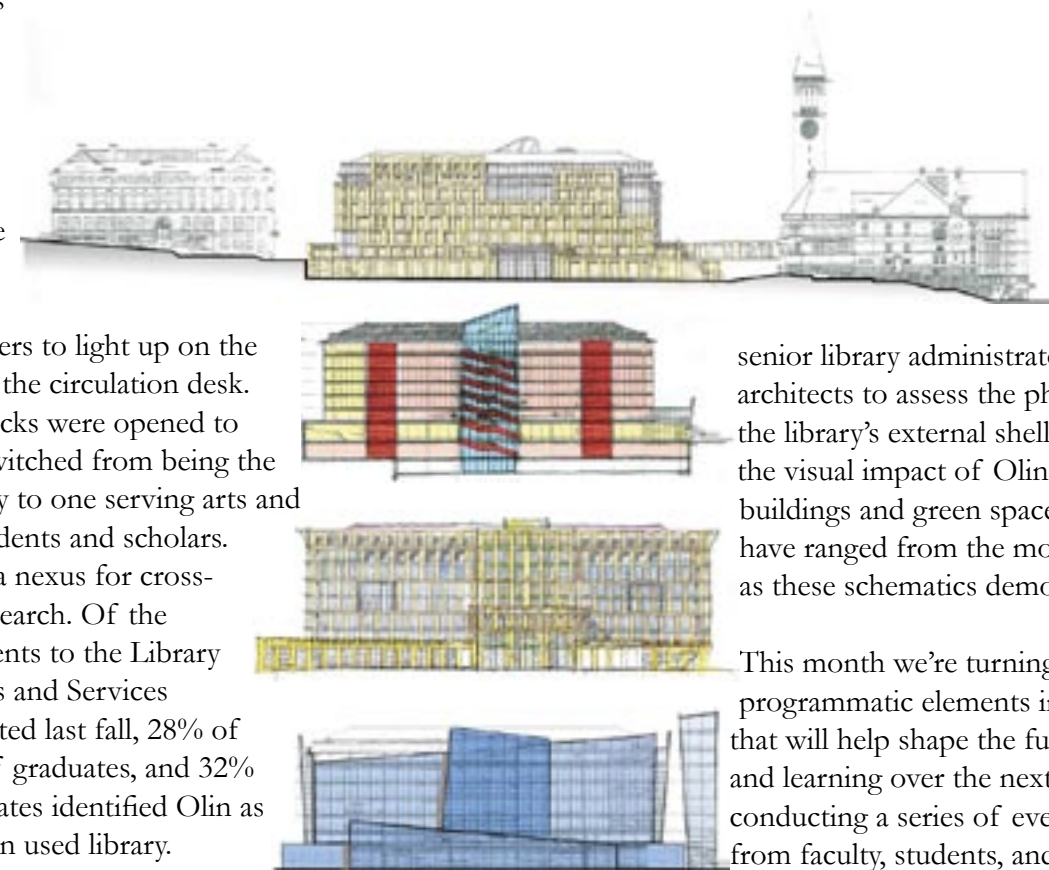 s
e
ers to light up on the
the circulation desk.
cks were opened to
witched from being the
y to one serving arts and
dents and scholars.
a nexus for cross-
earch. Of the
ents to the Library
s and Services
ted last fall, 28% of
f graduates, and 32%
ates identified Olin as
n used library.
senior library administrato
architects to assess the ph
the library’s external shell
the visual impact of Olin
buildings and green space
have ranged from the mo
as these schematics demo
This month we’re turning
programmatic elements i
that will help shape the fu
and learning over the next
conducting a series of eve
from faculty, students, and